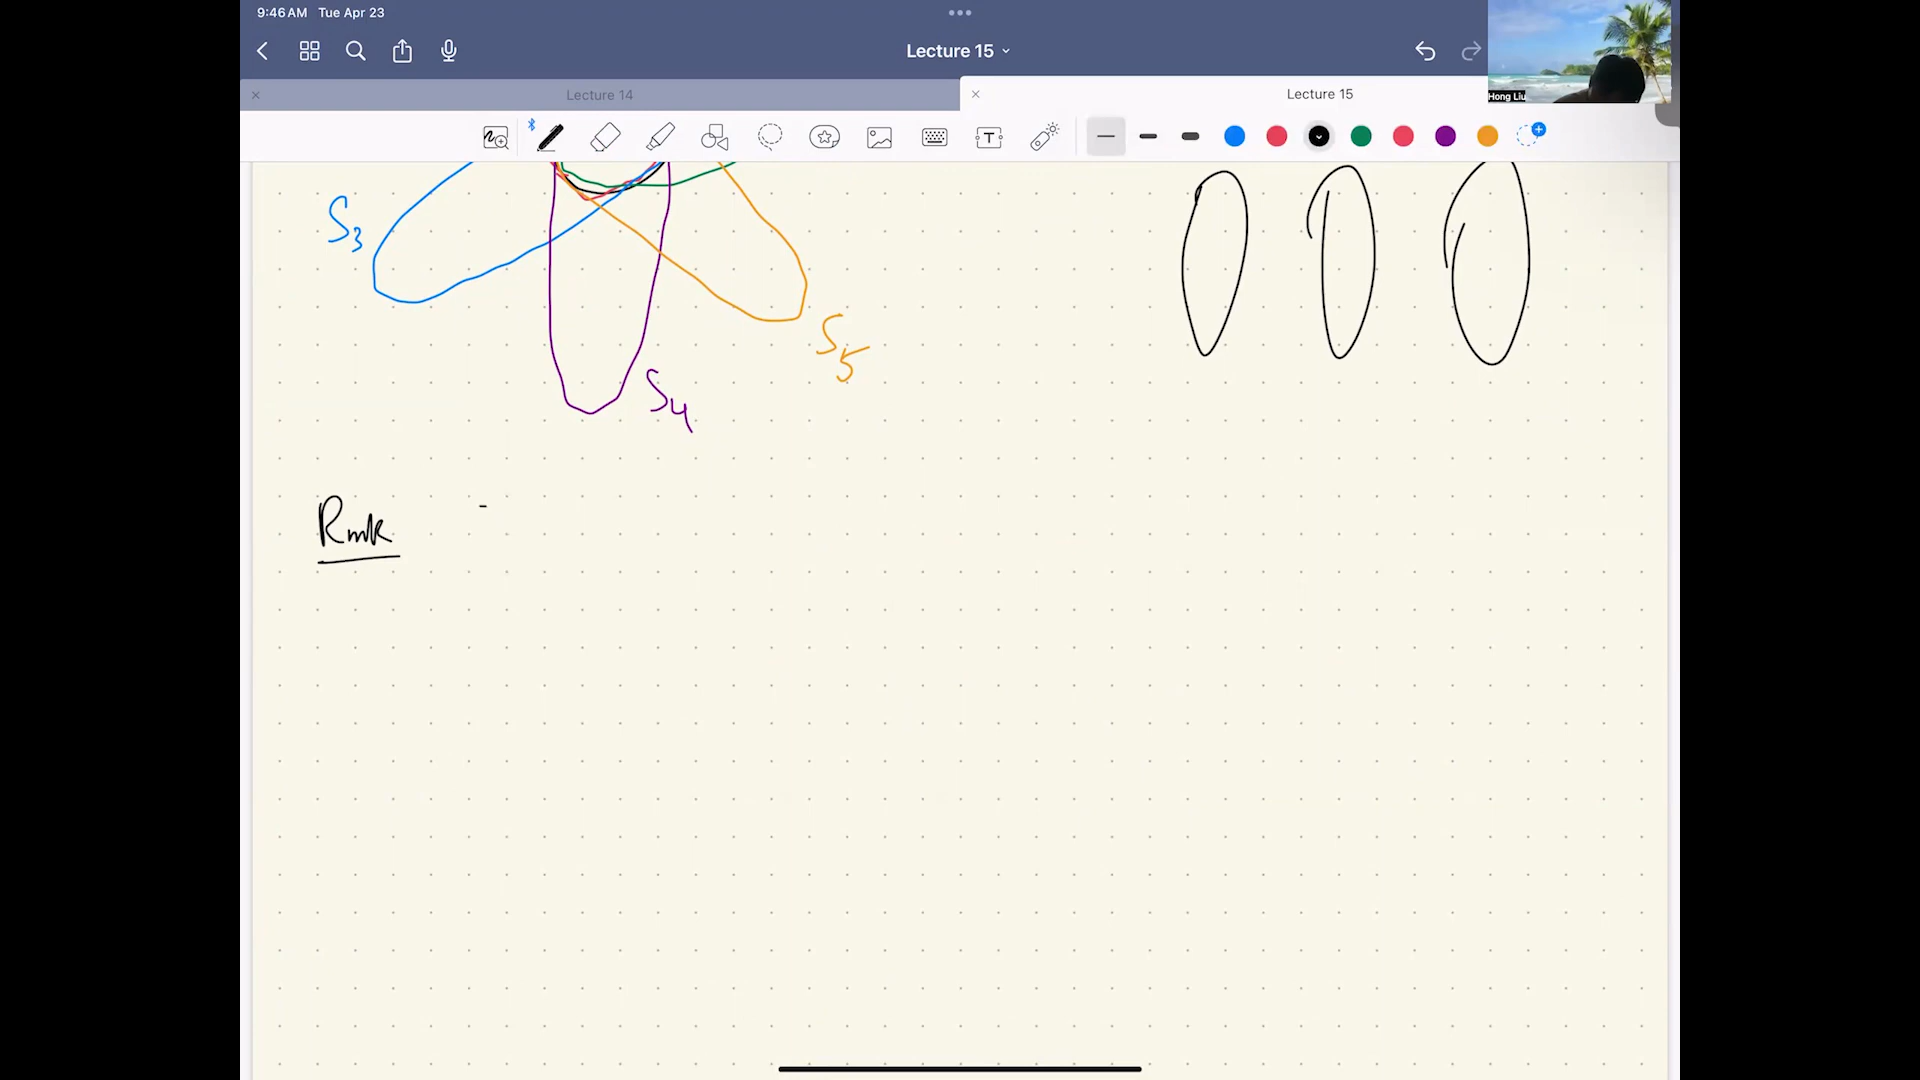 9:46 AM Tue Apr 23
Lecture 15
Lecture 14
Lecture 15
Hong Liu
S3
S5
S4
Rmk